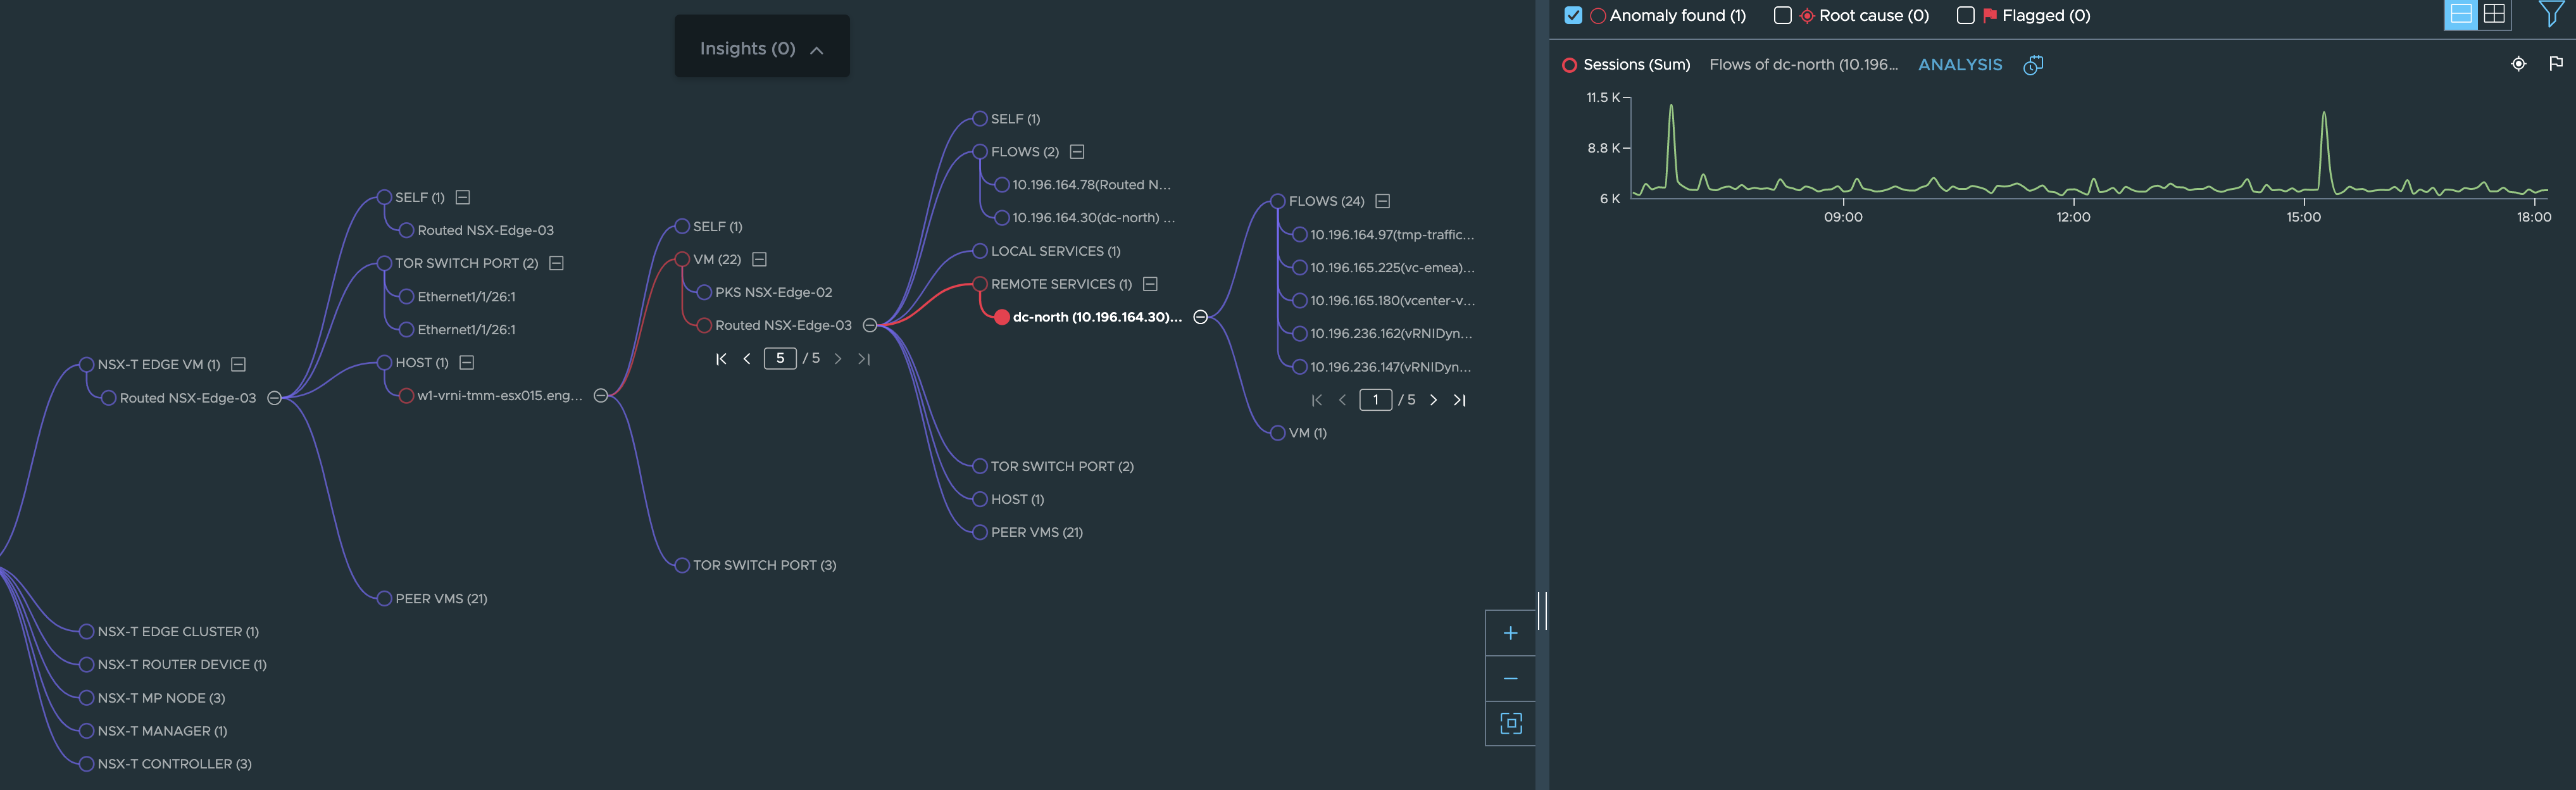 Insights (0)
NSX-T EDGE VM (1)
Routed NSX-Edge-03
NSX-T EDGE CLUSTER (1)
NSX-T ROUTER DEVICE (1)
NSX-T MP NODE (3)
NSX-T MANAGER (1)
NSX-T CONTROLLER (3)
SELF (1)
Routed NSX-Edge-03
TOR SWITCH PORT (2)
Ethernet1/1/26:1
Ethernet1/1/26:1
HOST (1)
w1-vrni-tmm-esx015.eng...
PEER VMS (21)
SELF (1)
VM (22)
PKS NSX-Edge-02
Routed NSX-Edge-03
5 / 5
TOR SWITCH PORT (3)
SELF (1)
FLOWS (2)
10.196.164.78(Routed N...
10.196.164.30(dc-north) ...
LOCAL SERVICES (1)
REMOTE SERVICES (1)
dc-north (10.196.164.30)...
TOR SWITCH PORT (2)
HOST (1)
PEER VMS (21)
FLOWS (24)
10.196.164.97(tmp-traffic...
10.196.165.225(vc-emea)...
10.196.165.180(vcenter-v...
10.196.236.162(vRNIDyn...
10.196.236.147(vRNIDyn...
1 / 5
VM (1)
Anomaly found (1) Root cause (0) Flagged (0)
Sessions (Sum) Flows of dc-north (10.196... ANALYSIS
11.5 K
8.8 K
6 K
09:00 12:00 15:00 18:00